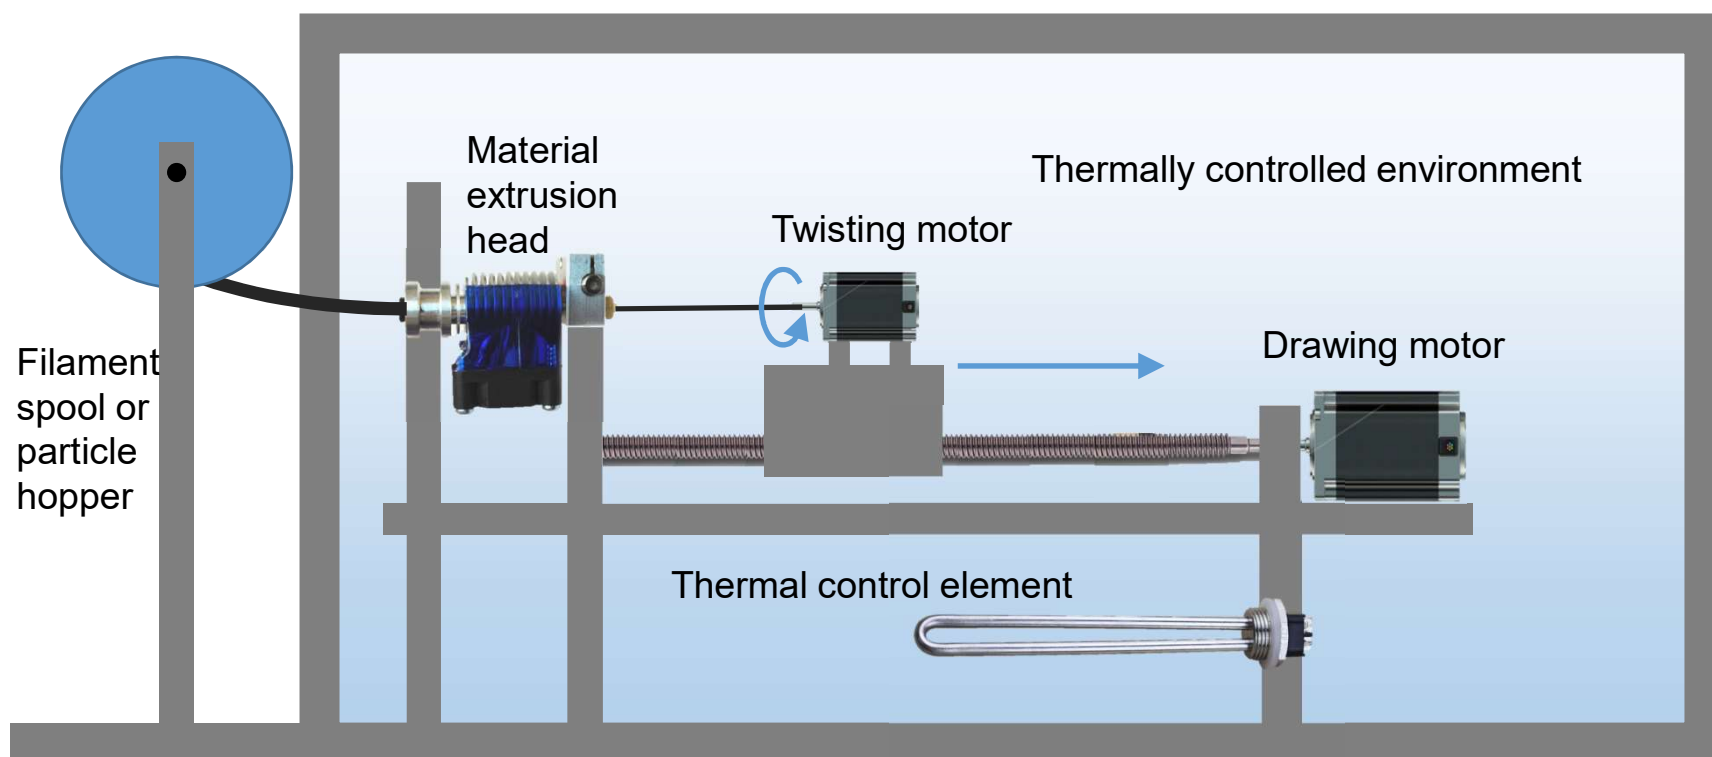 Material
extrusion
head
Thermally controlled environment
Twisting motor
Drawing motor
Filament
spool or
particle
hopper
Thermal control element